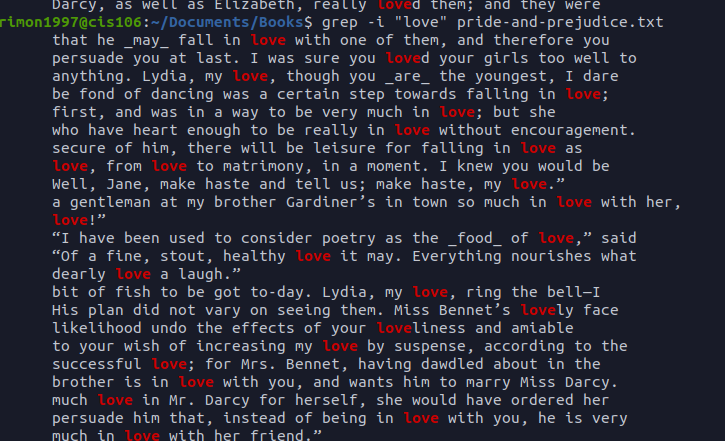 Darcy, as well as Elizabeth, really loved them; and they were
rimon1997@cis106:~/Documents/Books$ grep -i "love" pride-and-prejudice.txt
that he _may_ fall in love with one of them, and therefore you
persuade you at last. I was sure you loved your girls too well to
anything. Lydia, my love, though you _are_ the youngest, I dare
be fond of dancing was a certain step towards falling in love;
first, and was in a way to be very much in love; but she
who have heart enough to be really in love without encouragement.
secure of him, there will be leisure for falling in love as
love, from love to matrimony, in a moment. I knew you would be
Well, Jane, make haste and tell us; make haste, my love.”
a gentleman at my brother Gardiner’s in town so much in love with her,
love!”
“I have been used to consider poetry as the _food_ of love,” said
“Of a fine, stout, healthy love it may. Everything nourishes what
dearly love a laugh.”
bit of fish to be got to-day. Lydia, my love, ring the bell—I
His plan did not vary on seeing them. Miss Bennet’s lovely face
likelihood undo the effects of your loveliness and amiable
to your wish of increasing my love by suspense, according to the
successful love; for Mrs. Bennet, having dawdled about in the
brother is in love with you, and wants him to marry Miss Darcy.
much love in Mr. Darcy for herself, she would have ordered her
persuade him that, instead of being in love with you, he is very
much in love with her friend.”